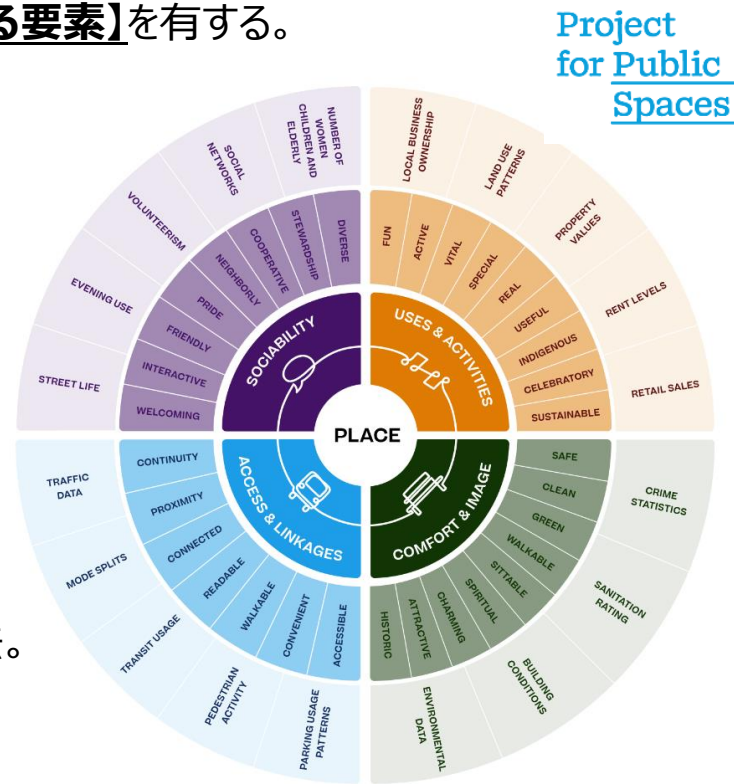 る要素】を有する。
Project
for Public
Spaces
NUMBER OF
WOMEN
CHILDREN AND
ELDERLY
SOCIAL
NETWORKS
VOLUNTEERISM
EVENING USE
STREET LIFE
DIVERSE
STEWARDSHIP
COOPERATIVE
NEIGHBORLY
PRIDE
FRIENDLY
INTERACTIVE
WELCOMING
SOCIABILITY
LOCAL BUSINESS
OWNERSHIP
LAND USE
PATTERNS
PROPERTY
VALUES
RENT LEVELS
RETAIL SALES
FUN
ACTIVE
VITAL
SPECIAL
REAL
USEFUL
INDIGENOUS
CELEBRATORY
SUSTAINABLE
USES & ACTIVITIES
PLACE
ACCESS & LINKAGES
CONTINUITY
PROXIMITY
CONNECTED
READABLE
WALKABLE
CONVENIENT
ACCESSIBLE
TRAFFIC
DATA
MODE SPLITS
TRANSIT USAGE
PEDESTRIAN
ACTIVITY
PARKING USAGE
PATTERNS
COMFORT & IMAGE
SAFE
CLEAN
GREEN
WALKABLE
SITTABLE
SPIRITUAL
CHARMING
ATTRACTIVE
HISTORIC
CRIME
STATISTICS
SANITATION
RATING
BUILDING
CONDITIONS
ENVIRONMENTAL
DATA
。